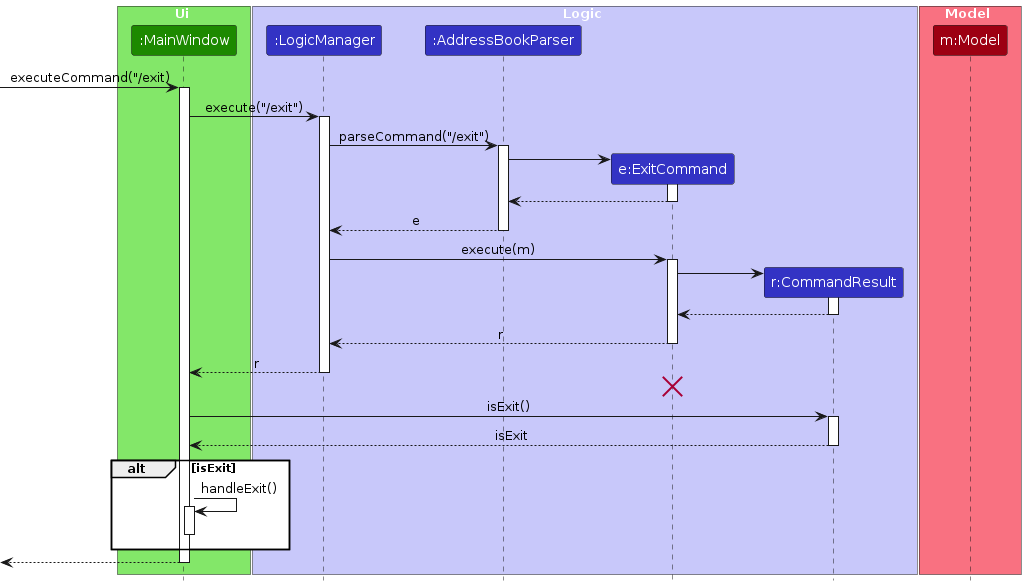 Ui
Logic
Model
:MainWindow
:LogicManager
:AddressBookParser
m:Model
executeCommand("/exit)
execute("/exit")
parseCommand("/exit")
e:ExitCommand
e
execute(m)
r:CommandResult
r
r
isExit()
isExit
alt
[isExit]
handleExit()